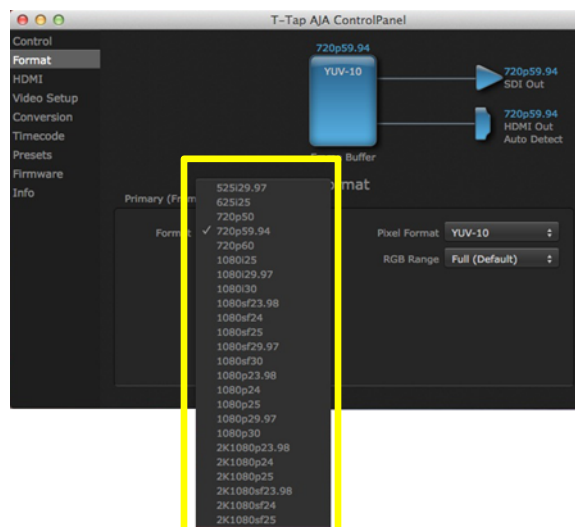 T-Tap AJA ControlPanel
Control
Format
HDMI
Video Setup
Conversion
Timecode
Presets
Firmware
Info
720p59.94
YUV-10
720p59.94
SDI Out
720p59.94
HDMI Out
Auto Detect
Buffer
Primary (Fram
Format
✓ 720p59.94
525i29.97
625i25
720p50
720p60
1080i25
1080i29.97
1080i30
1080sf23.98
1080sf24
1080sf25
1080sf29.97
1080sf30
1080p23.98
1080p24
1080p25
1080p29.97
1080p30
2K1080p23.98
2K1080p24
2K1080p25
2K1080sf23.98
2K1080sf24
2K1080sf25
Pixel Format YUV-10
RGB Range Full (Default)